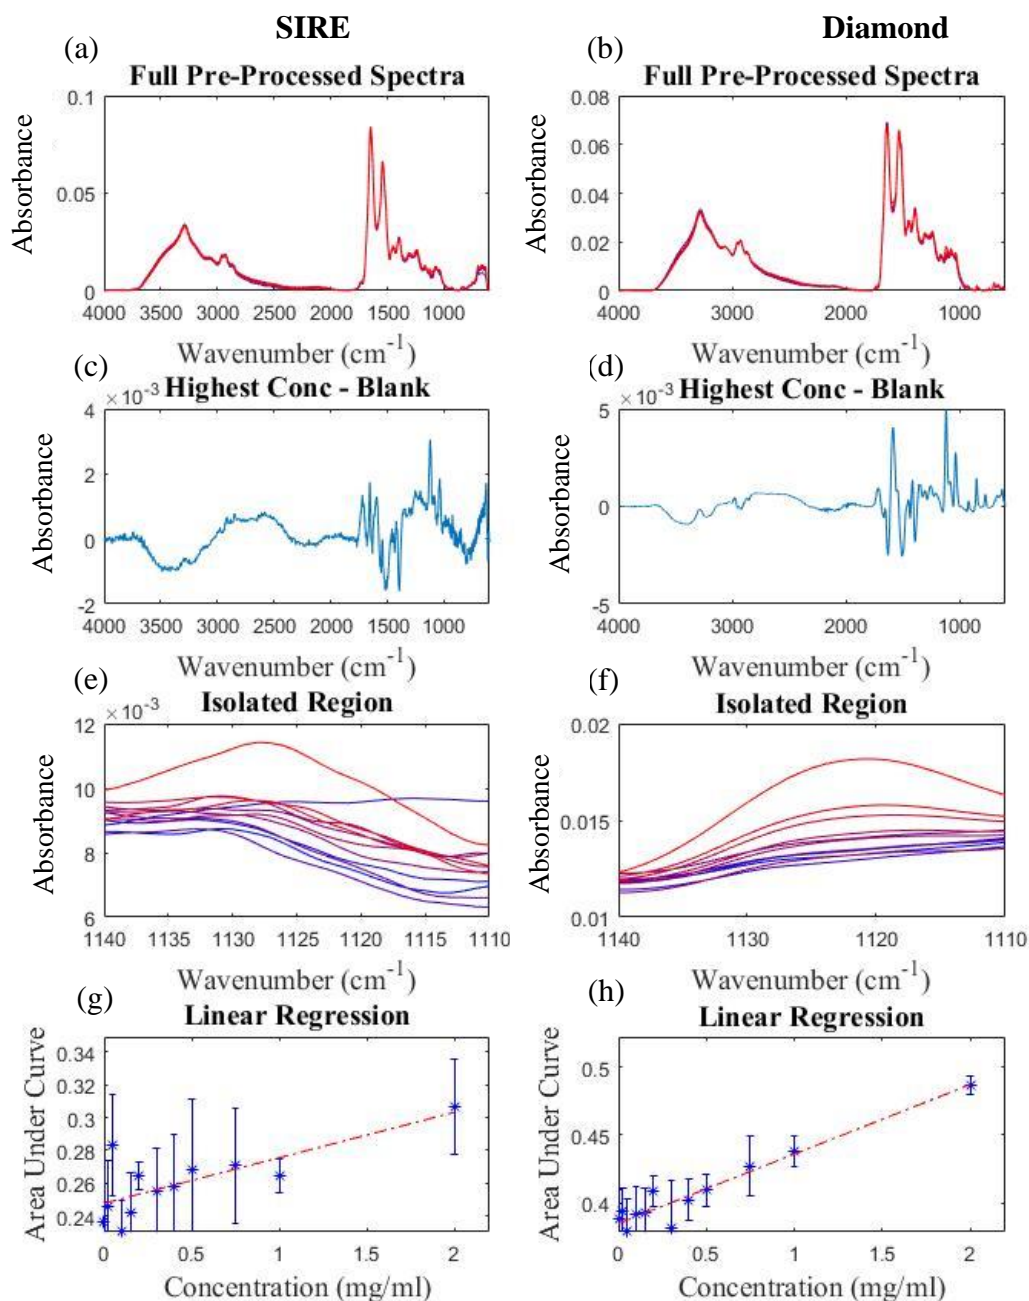 SIRE Diamond
(a) (b)
Full Pre-Processed Spectra Full Pre-Processed Spectra
0.1 0.08
0.06
0.05 0.04
0.02
0 0
Absorbance Absorbance
4000 3500 3000 2500 2000 1500 1000 4000 3000 2000 1000
Wavenumber (cm-1) Wavenumber (cm-1)
(c) (d)
× 10-3 Highest Conc - Blank × 10-3 Highest Conc - Blank
4 5
2
0 0
-2 -5
Absorbance Absorbance
4000 3500 3000 2500 2000 1500 1000 4000 3000 2000 1000
Wavenumber (cm-1) Wavenumber (cm-1)
(e) (f)
× 10-3 Isolated Region Isolated Region
12 0.02
10
0.015
8
6 0.01
Absorbance Absorbance
1140 1135 1130 1125 1120 1115 1110 1140 1130 1120 1110
Wavenumber (cm-1) Wavenumber (cm-1)
(g) (h)
Linear Regression Linear Regression
0.34 0.5
0.32
0.3 0.45
0.28
0.26 0.4
0.24
Area Under Curve Area Under Curve
0 0.5 1 1.5 2 0 0.5 1 1.5 2
Concentration (mg/ml) Concentration (mg/ml)